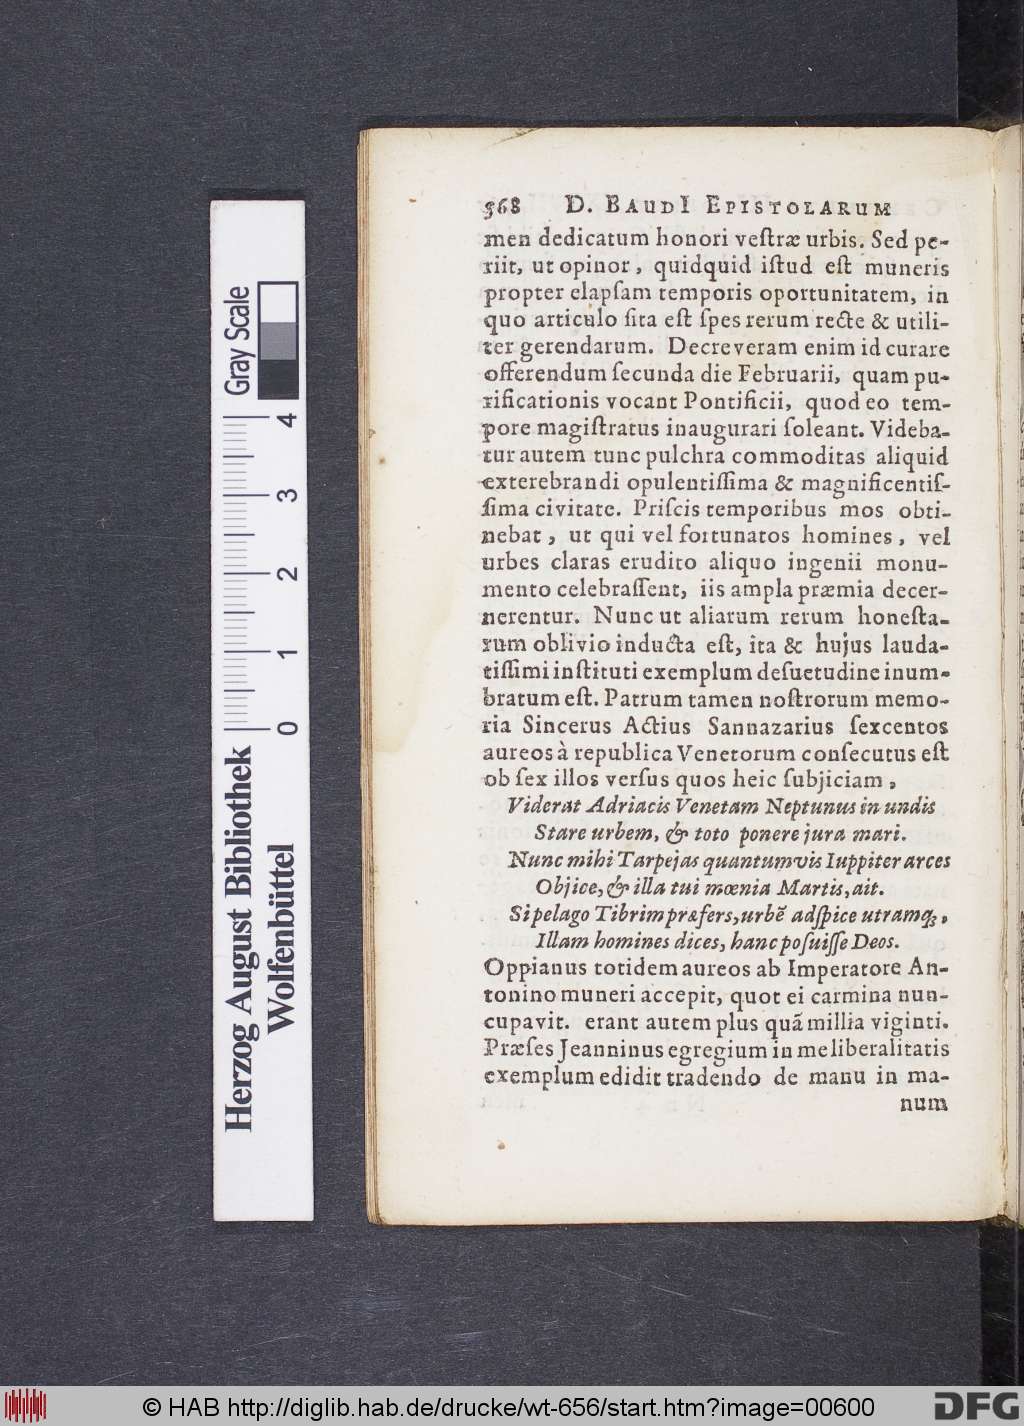 568 D. BAUDI EPISTOLARUM
men dedicatum honori veſtræ urbis. Sed pe-
riit, ut opinor, quidquid iſtud eſt muneris
propter elapſam temporis oportunitatem, in
quo articulo ſita eſt ſpes rerum recte & utili-
ter gerendarum. Decreveram enim id curare
offerendum ſecunda die Februarii, quam pu-
rificationis vocant Pontificii, quod eo tem-
pore magiſtratus inaugurari ſoleant. Videba-
tur autem tunc pulchra commoditas aliquid
exterebrandi opulentiſſima & magnificentiſ-
ſima civitate. Priſcis temporibus mos obti-
nebat, ut qui vel fortunatos homines, vel
urbes claras erudito aliquo ingenii monu-
mento celebraſſent, iis ampla præmia decer-
nerentur. Nunc ut aliarum rerum honeſta-
rum oblivio inducta eſt, ita & hujus lauda-
tiſſimi inſtituti exemplum deſuetudine inum-
bratum eſt. Patrum tamen noſtrorum memo-
ria Sincerus Actius Sannazarius ſexcentos
aureos à republica Venetorum conſecutus eſt
ob ſex illos verſus quos heic ſubjiciam,
Viderat Adriacis Venetam Neptunus in undis
Stare urbem, & toto ponere jura mari.
Nunc mihi Tarpejas quantumvis Iuppiter arces
Objice, & illa tui mœnia Martis, ait.
Si pelago Tibrim præfers, urbē adſpice utramq;,
Illam homines dices, hanc poſuiſſe Deos.
Oppianus totidem aureos ab Imperatore An-
tonino muneri accepit, quot ei carmina nun-
cupavit. erant autem plus quã millia viginti.
Præſes Jeanninus egregium in me liberalitatis
exemplum edidit tradendo de manu in ma-
num
Herzog August Bibliothek
Wolfenbüttel
0 1 2 3 4
Gray Scale
© HAB http://diglib.hab.de/drucke/wt-656/start.htm?image=00600
DFG